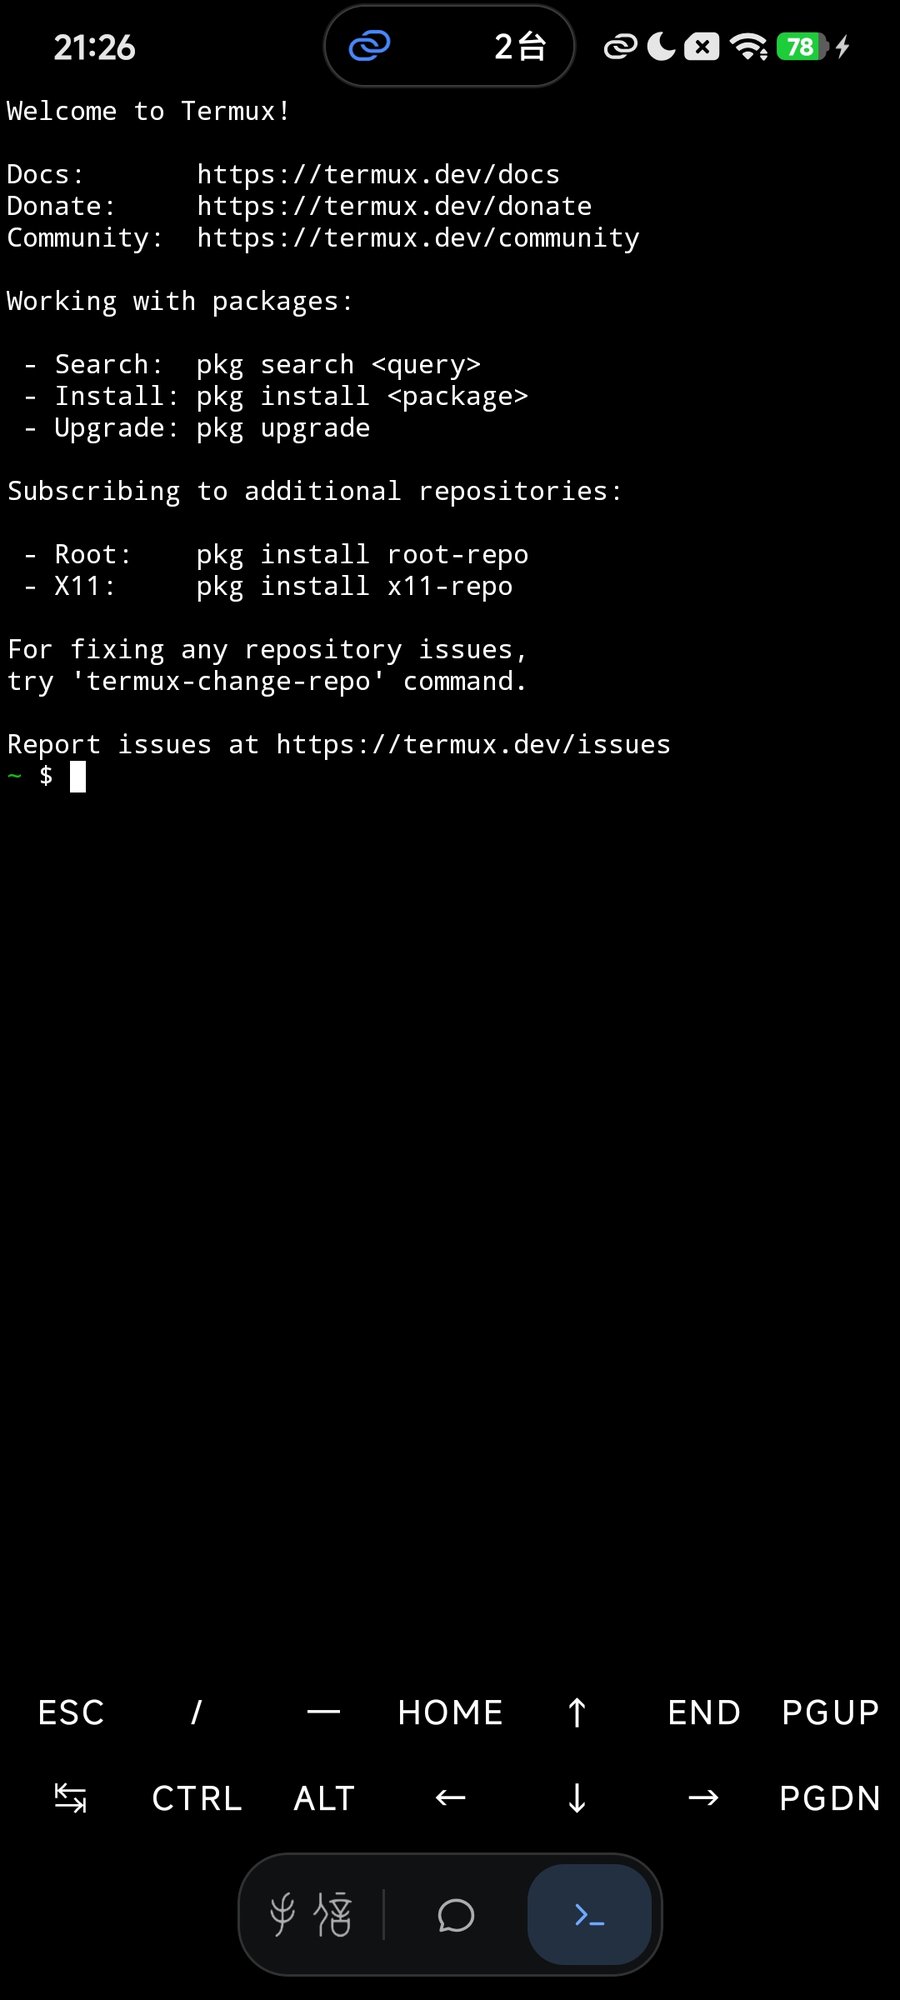 21:26
2台
78
Welcome to Termux!
Docs:       https://termux.dev/docs
Donate:     https://termux.dev/donate
Community:  https://termux.dev/community
Working with packages:
 - Search:  pkg search <query>
 - Install: pkg install <package>
 - Upgrade: pkg upgrade
Subscribing to additional repositories:
 - Root:    pkg install root-repo
 - X11:     pkg install x11-repo
For fixing any repository issues,
try 'termux-change-repo' command.
Report issues at https://termux.dev/issues
~ $
ESC / — HOME ↑ END PGUP
↹ CTRL ALT ← ↓ → PGDN